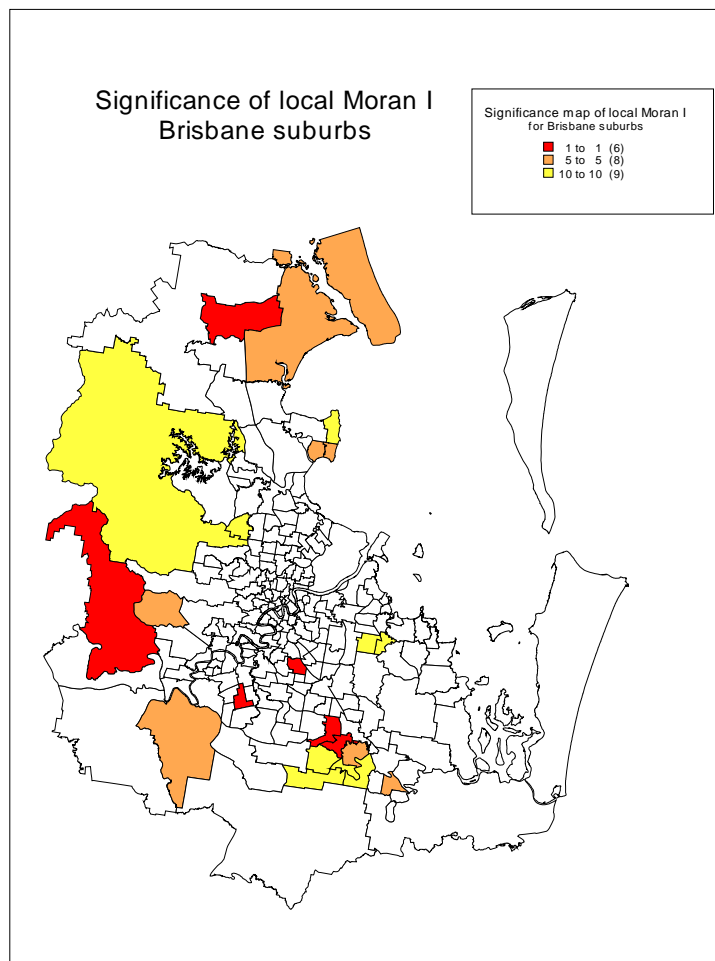 Significance of local Moran I
Brisbane suburbs
Significance map of local Moran I
for Brisbane suburbs
1 to 1 (6)
5 to 5 (8)
10 to 10 (9)